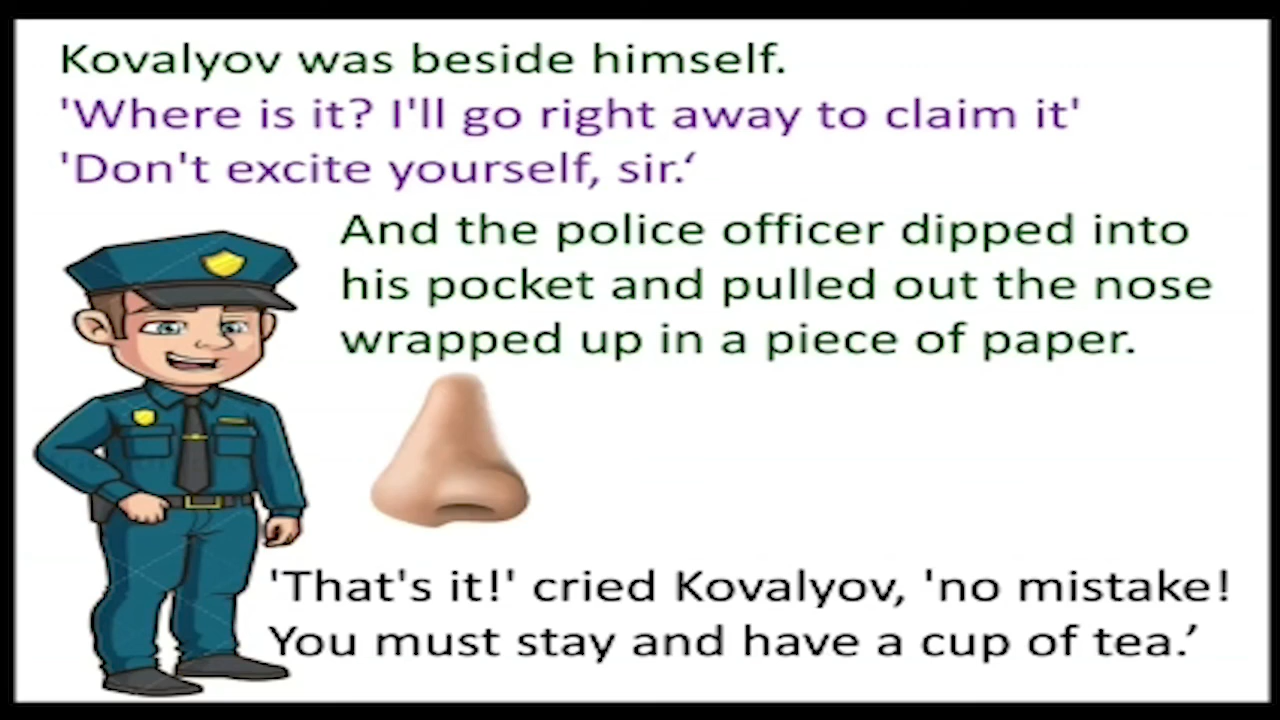 Kovalyov was beside himself.
'Where is it? I'll go right away to claim it'
'Don't excite yourself, sir.‘
And the police officer dipped into
his pocket and pulled out the nose
wrapped up in a piece of paper.
'That's it!' cried Kovalyov, 'no mistake!
You must stay and have a cup of tea.’